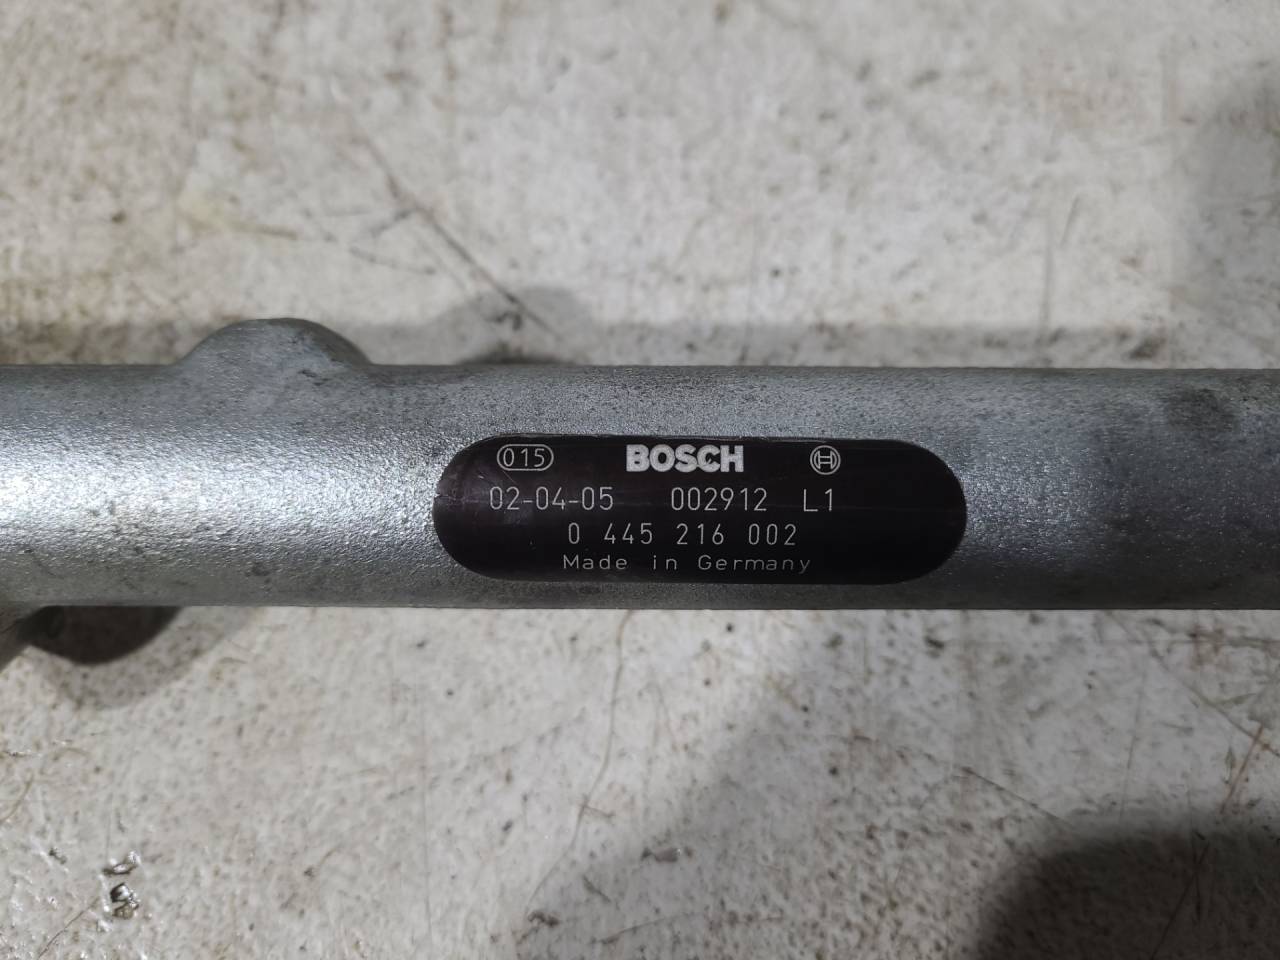 015 BOSCH
02-04-05 002912 L1
0 445 216 002
Made in Germany